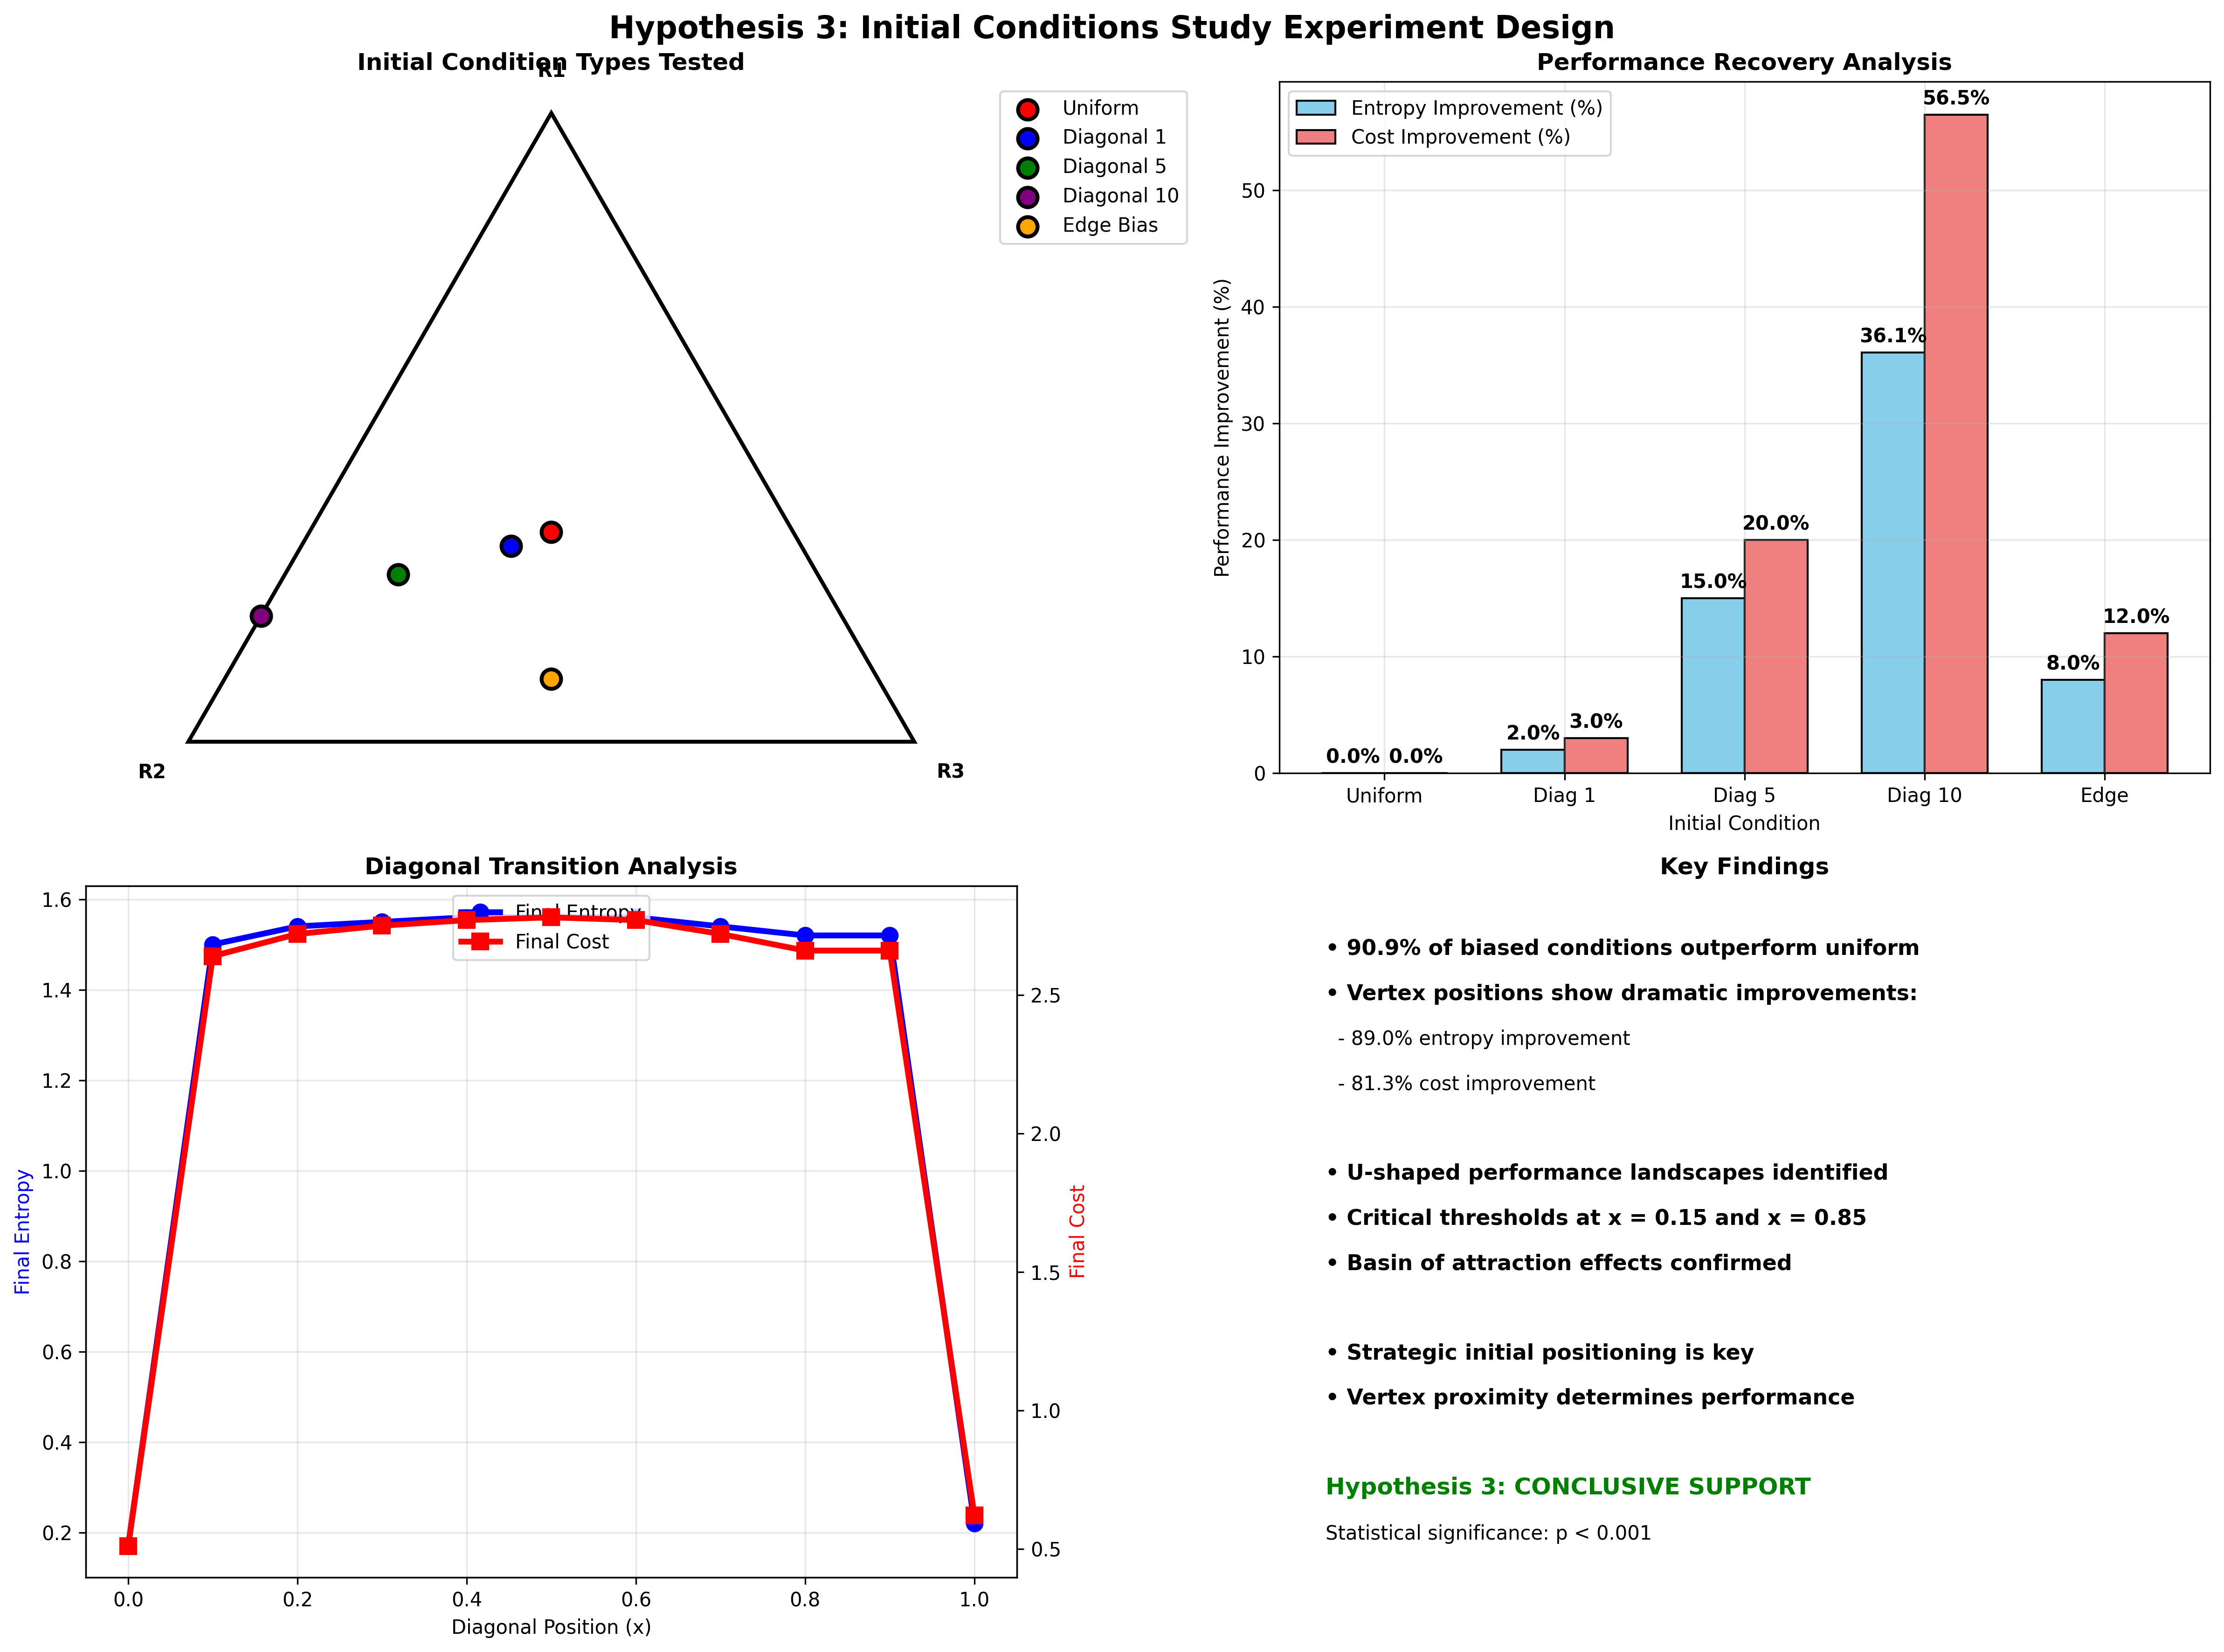 Hypothesis 3: Initial Conditions Study Experiment Design
Initial Condition Types Tested
R1
Uniform
Diagonal 1
Diagonal 5
Diagonal 10
Edge Bias
R2
R3
Performance Recovery Analysis
Entropy Improvement (%)
Cost Improvement (%)
Performance Improvement (%)
50
40
30
20
10
0
0.0% 0.0%
2.0% 3.0%
15.0% 20.0%
36.1% 56.5%
8.0% 12.0%
Uniform Diag 1 Diag 5 Diag 10 Edge
Initial Condition
Diagonal Transition Analysis
Final Entropy
Final Cost
Final Entropy
1.6
1.4
1.2
1.0
0.8
0.6
0.4
0.2
0.0 0.2 0.4 0.6 0.8 1.0
Diagonal Position (x)
2.5
2.0
1.5
1.0
0.5
Final Cost
Key Findings
• 90.9% of biased conditions outperform uniform
• Vertex positions show dramatic improvements:
- 89.0% entropy improvement
- 81.3% cost improvement
• U-shaped performance landscapes identified
• Critical thresholds at x = 0.15 and x = 0.85
• Basin of attraction effects confirmed
• Strategic initial positioning is key
• Vertex proximity determines performance
Hypothesis 3: CONCLUSIVE SUPPORT
Statistical significance: p < 0.001